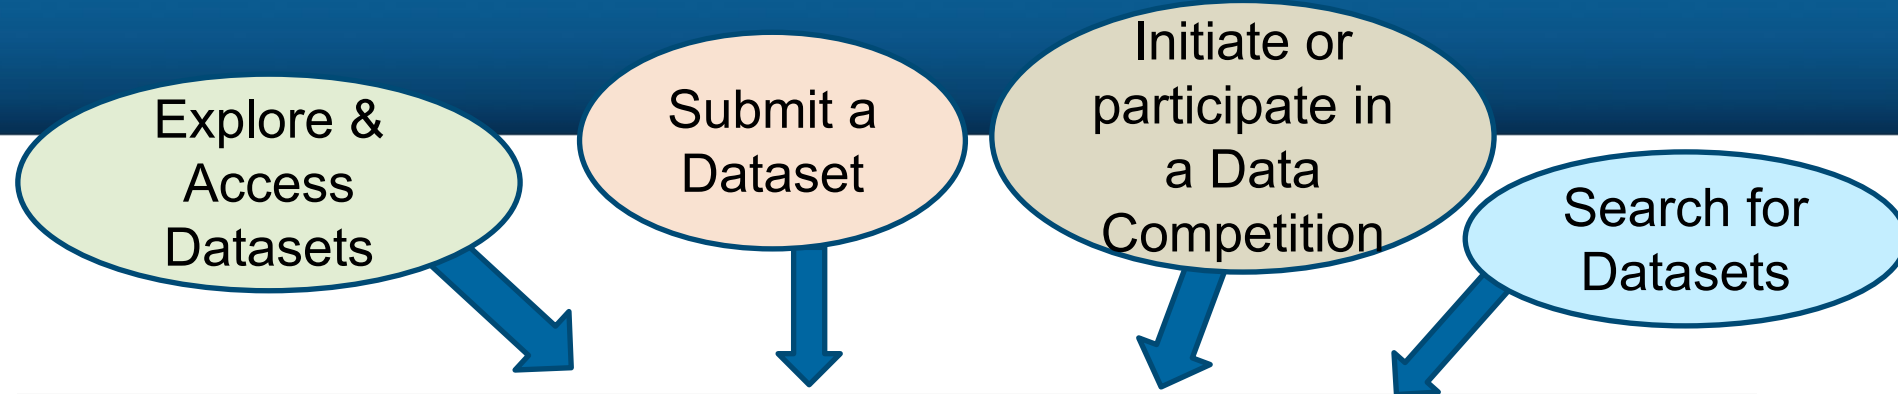 Explore &
Access
Datasets
Submit a
Dataset
Initiate or
participate in
a Data
Competition
Search for
Datasets